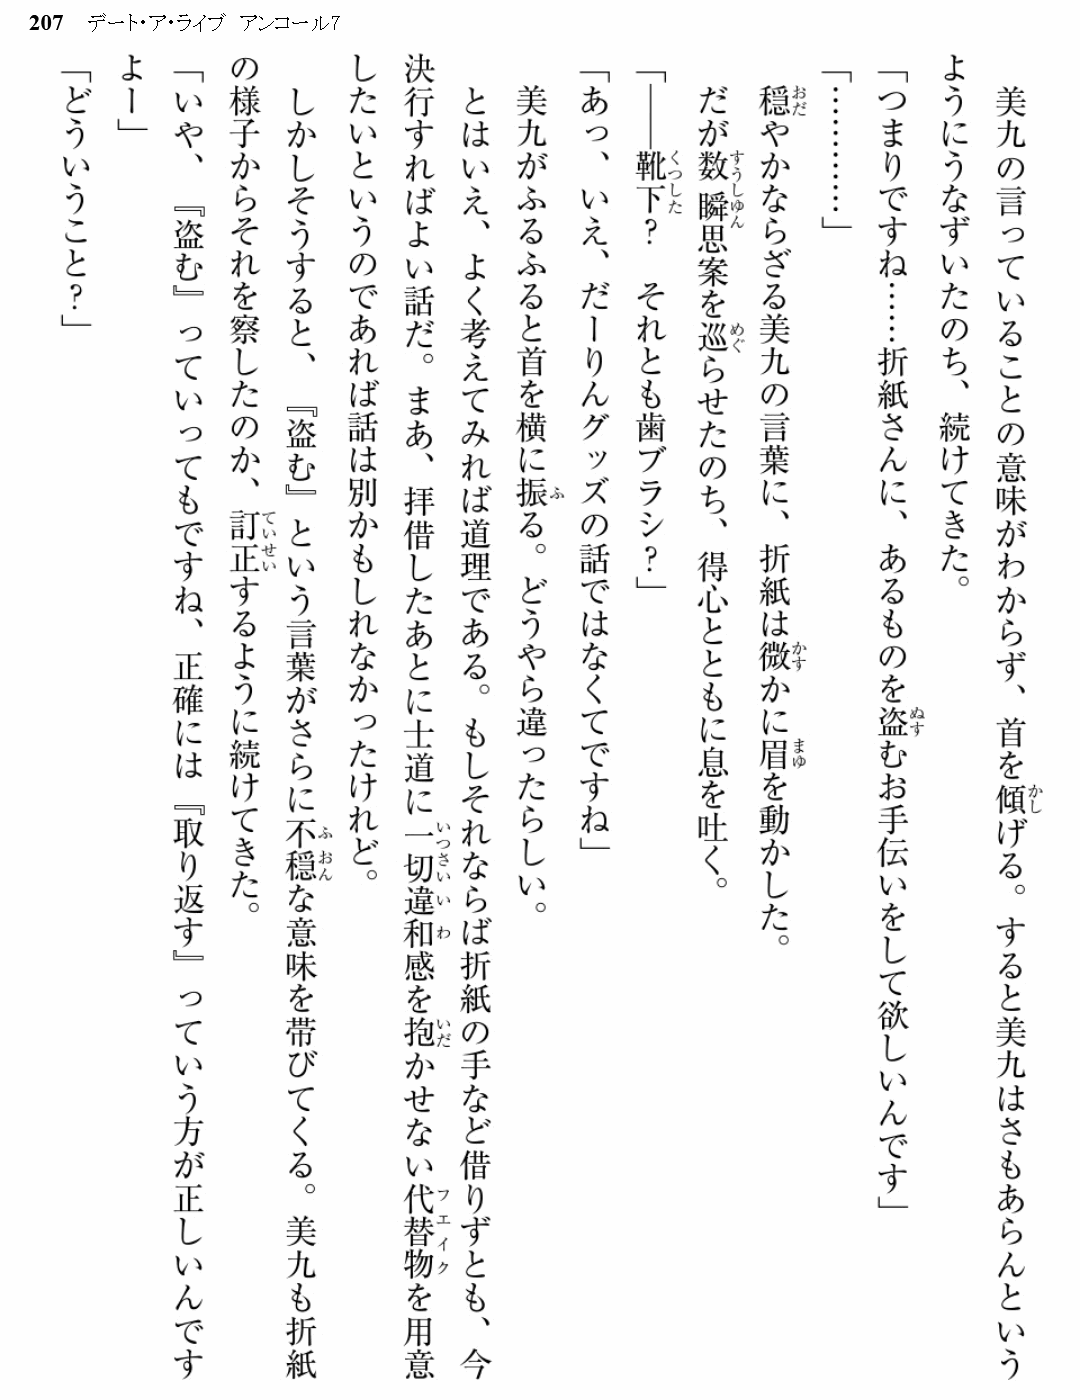 207 デート・ア・ライブ アンコール7
　美九の言っていることの意味がわからず、首を傾げる。すると美九はさもあらんという
ようにうなずいたのち、続けてきた。
「つまりですね……折紙さんに、あるものを盗むお手伝いをして欲しいんです」
「…………」
　穏やかならざる美九の言葉に、折紙は微かに眉を動かした。
　だが数瞬思案を巡らせたのち、得心とともに息を吐く。
「——靴下？　それとも歯ブラシ？」
「あっ、いえ、だーりんグッズの話ではなくてですね」
　美九がふるふると首を横に振る。どうやら違ったらしい。
　とはいえ、よく考えてみれば道理である。もしそれならば折紙の手など借りずとも、今
決行すればよい話だ。まあ、拝借したあとに士道に一切違和感を抱かせない代替物を用意
したいというのであれば話は別かもしれなかったけれど。
　しかしそうすると、『盗む』という言葉がさらに不穏な意味を帯びてくる。美九も折紙
の様子からそれを察したのか、訂正するように続けてきた。
「いや、『盗む』っていってもですね、正確には『取り返す』っていう方が正しいんです
よー」
「どういうこと？」